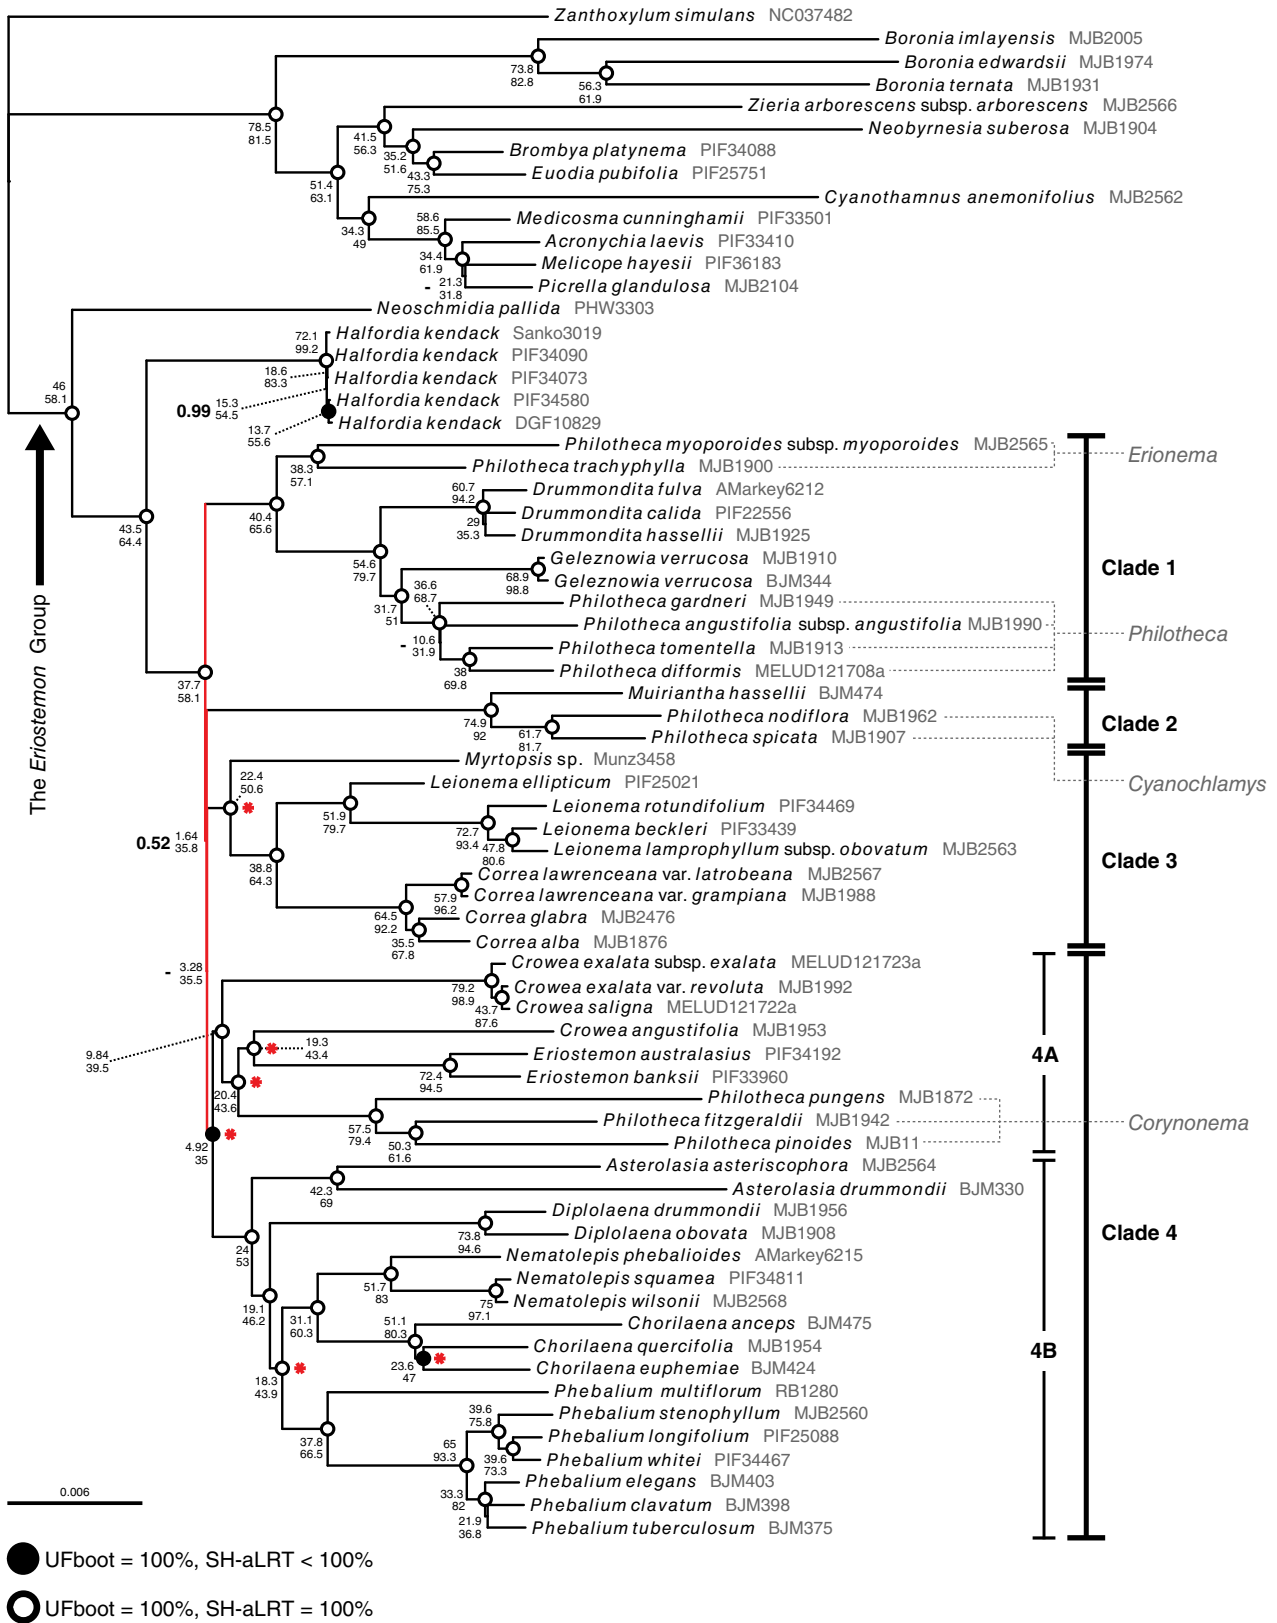 Zanthoxylum simulans NC037482
Boronia imlayensis MJB2005
73.8
82.8
Boronia edwardsii MJB1974
56.3
61.9
Boronia ternata MJB1931
78.5
81.5
Zieria arborescens subsp. arborescens MJB2566
41.5
56.3
Neobyrnesia suberosa MJB1904
35.2
51.6
Brombya platynema PIF34088
43.3
75.3
Euodia pubifolia PIF25751
51.4
63.1
Cyanothamnus anemonifolius MJB2562
34.3
49
58.6
85.5
Medicosma cunninghamii PIF33501
Acronychia laevis PIF33410
34.4
61.9
Melicope hayesii PIF36183
- 21.3
31.8
Picrella glandulosa MJB2104
Neoschmidia pallida PHW3303
72.1
99.2
Halfordia kendack Sanko3019
Halfordia kendack PIF34090
18.6
83.3
Halfordia kendack PIF34073
0.99 15.3
54.5
Halfordia kendack PIF34580
13.7
55.6
Halfordia kendack DGF10829
46
58.1
Philotheca myoporoides subsp. myoporoides MJB2565
Erionema
38.3
57.1
Philotheca trachyphylla MJB1900
60.7
94.2
Drummondita fulva AMarkey6212
Drummondita calida PIF22556
29
35.3
Drummondita hassellii MJB1925
40.4
65.6
43.5
64.4
54.6
79.7
Geleznowia verrucosa MJB1910
68.9
98.8
Geleznowia verrucosa BJM344
Clade 1
31.7
51
36.6
68.7
Philotheca gardneri MJB1949
Philotheca angustifolia subsp. angustifolia MJB1990
Philotheca
- 10.6
31.9
Philotheca tomentella MJB1913
38
69.8
Philotheca difformis MELUD121708a
The Eriostemon Group
37.7
58.1
Muiriantha hassellii BJM474
74.9
92
Philotheca nodiflora MJB1962
61.7
81.7
Philotheca spicata MJB1907
Clade 2
Cyanochlamys
Myrtopsis sp. Munz3458
22.4
50.6
Leionema ellipticum PIF25021
51.9
79.7
Leionema rotundifolium PIF34469
72.7
93.4
Leionema beckleri PIF33439
47.8
80.6
Leionema lamprophyllum subsp. obovatum MJB2563
0.52 1.64
35.8
38.8
64.3
Clade 3
Correa lawrenceana var. latrobeana MJB2567
57.9
96.2
Correa lawrenceana var. grampiana MJB1988
64.5
92.2
Correa glabra MJB2476
35.5
67.8
Correa alba MJB1876
- 3.28
35.5
Crowea exalata subsp. exalata MELUD121723a
79.2
98.9
Crowea exalata var. revoluta MJB1992
43.7
87.6
Crowea saligna MELUD121722a
9.84
39.5
Crowea angustifolia MJB1953
19.3
43.4
Eriostemon australasius PIF34192
72.4
94.5
Eriostemon banksii PIF33960
4A
20.4
43.6
Philotheca pungens MJB1872
57.5
79.4
Philotheca fitzgeraldii MJB1942
Corynonema
50.3
61.6
Philotheca pinoides MJB11
4.92
35
Asterolasia asteriscophora MJB2564
42.3
69
Asterolasia drummondii BJM330
24
53
Diplolaena drummondii MJB1956
73.8
94.6
Diplolaena obovata MJB1908
Clade 4
Nematolepis phebalioides AMarkey6215
51.7
83
Nematolepis squamea PIF34811
75
97.1
Nematolepis wilsonii MJB2568
19.1
46.2
31.1
60.3
51.1
80.3
Chorilaena anceps BJM475
Chorilaena quercifolia MJB1954
23.6
47
Chorilaena euphemiae BJM424
4B
18.3
43.9
Phebalium multiflorum RB1280
37.8
66.5
39.6
75.8
Phebalium stenophyllum MJB2560
Phebalium longifolium PIF25088
39.6
73.3
Phebalium whitei PIF34467
65
93.3
Phebalium elegans BJM403
33.3
82
Phebalium clavatum BJM398
21.9
36.8
Phebalium tuberculosum BJM375
0.006
UFboot = 100%, SH-aLRT < 100%
UFboot = 100%, SH-aLRT = 100%